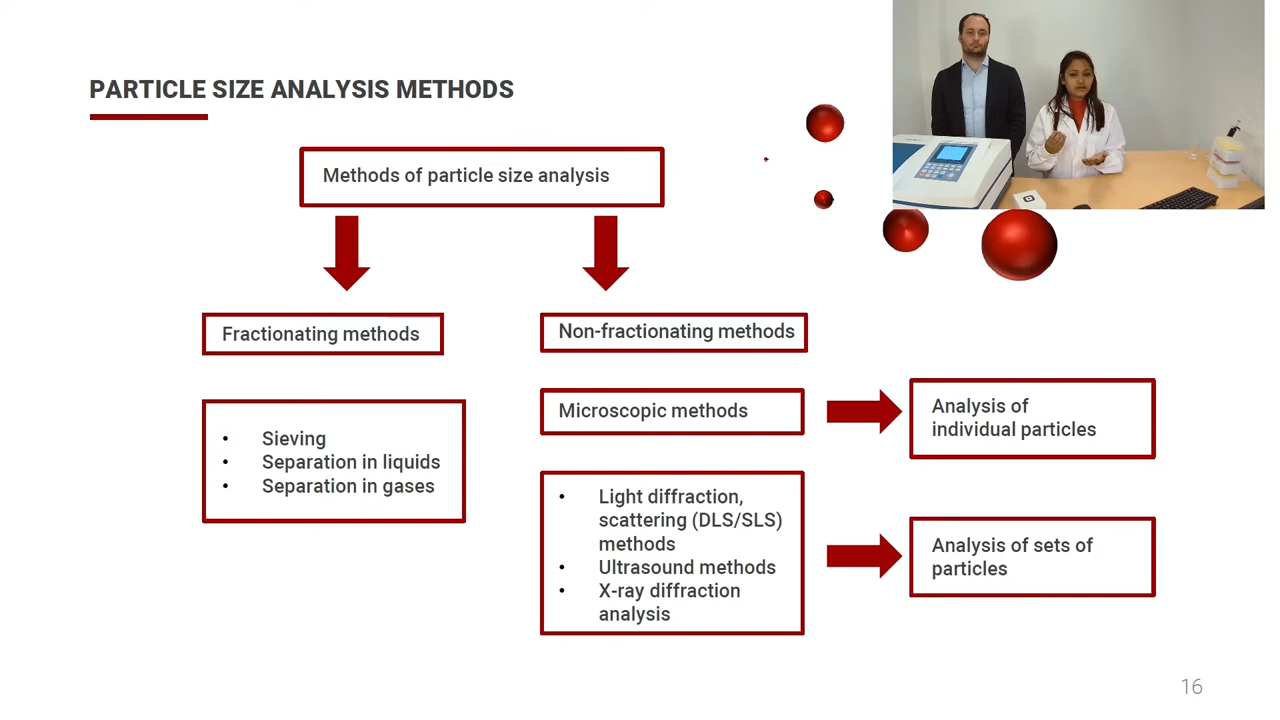 PARTICLE SIZE ANALYSIS METHODS
Methods of particle size analysis
Fractionating methods
• Sieving
• Separation in liquids
• Separation in gases
Non-fractionating methods
Microscopic methods
Analysis of
individual particles
• Light diffraction,
scattering (DLS/SLS)
methods
• Ultrasound methods
• X-ray diffraction
analysis
Analysis of sets of
particles
16